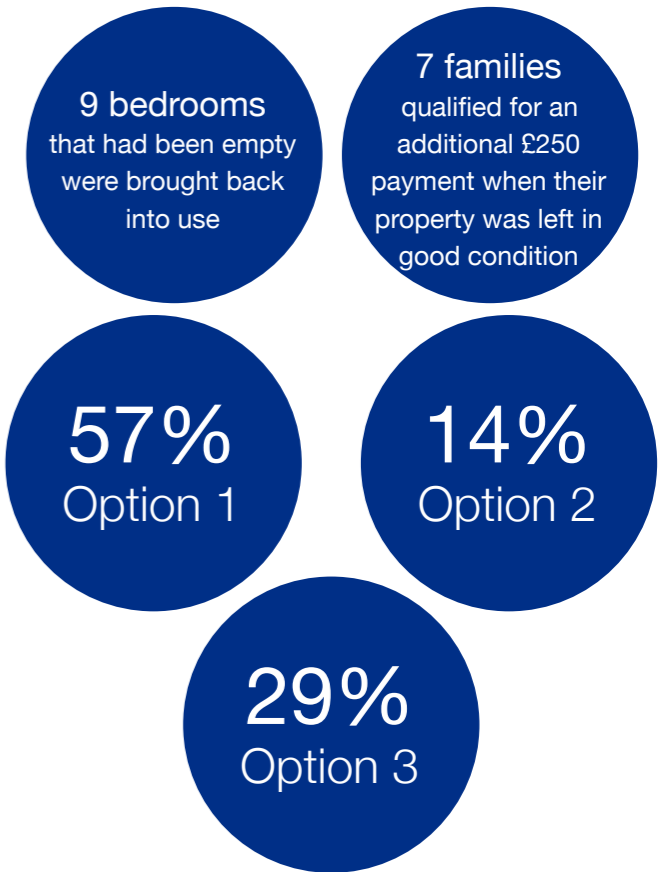 9 bedrooms
that had been empty
were brought back
into use
7 families
qualified for an
additional £250
payment when their
property was left in
good condition
57%
Option 1
14%
Option 2
29%
Option 3